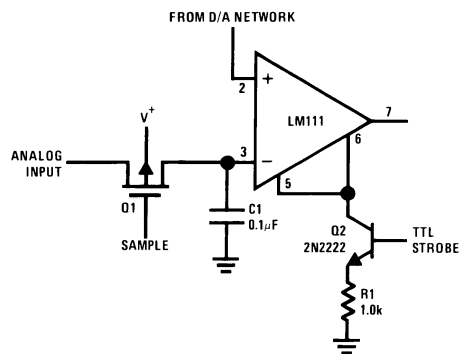 FROM D/A NETWORK
+
2
LM111
7
V+
6
ANALOG
INPUT
3
−
5
Q1
C1
0.1μF
SAMPLE
Q2
2N2222
TTL
STROBE
R1
1.0k